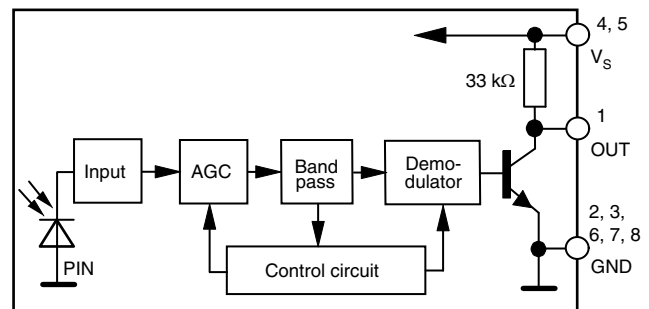 4, 5
V_S
33 kΩ
1
OUT
Input
AGC
Band
pass
Demo-
dulator
2, 3,
6, 7, 8
GND
PIN
Control circuit